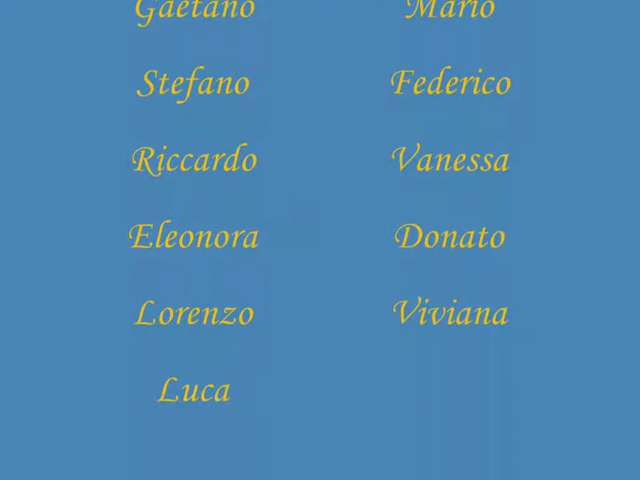 Gaetano Mario
Stefano Federico
Riccardo Vanessa
Eleonora Donato
Lorenzo Viviana
Luca